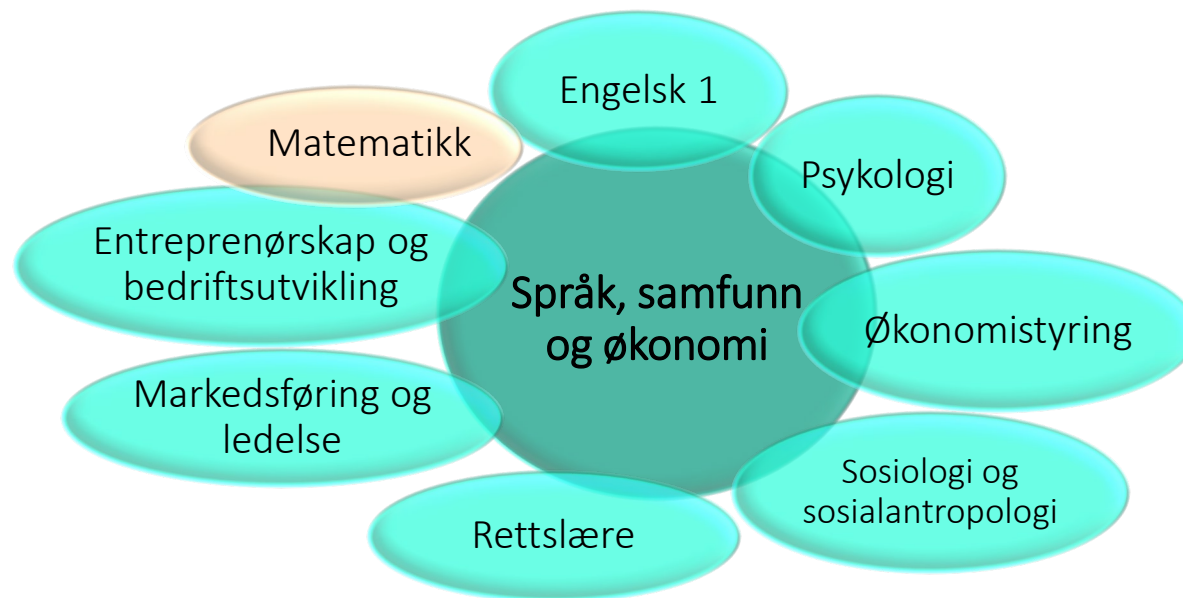 Engelsk 1
Matematikk
Psykologi
Entreprenørskap og
bedriftsutvikling
Språk, samfunn
og økonomi
Økonomistyring
Markedsføring og
ledelse
Sosiologi og
sosialantropologi
Rettslære